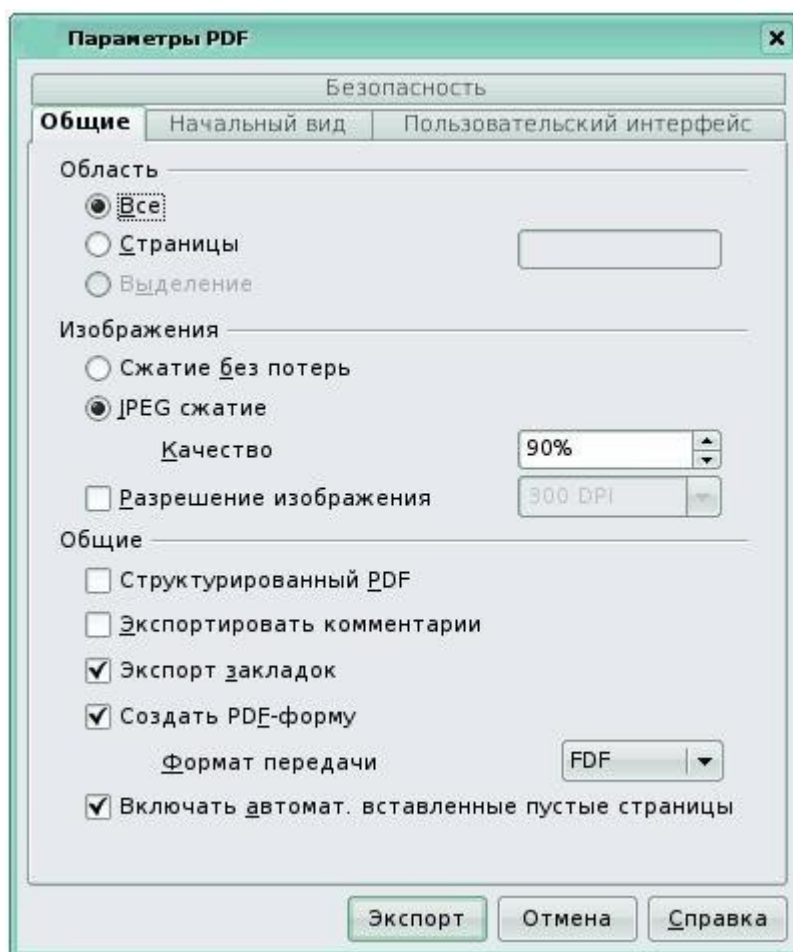 Параметры PDF
Безопасность
Общие Начальный вид Пользовательский интерфейс
Область
Все
Страницы
Выделение
Изображения
Сжатие без потерь
JPEG сжатие
Качество 90%
Разрешение изображения 300 DPI
Общие
Структурированный PDF
Экспортировать комментарии
Экспорт закладок
Создать PDF-форму
Формат передачи FDF
Включать автомат. вставленные пустые страницы
Экспорт Отмена Справка